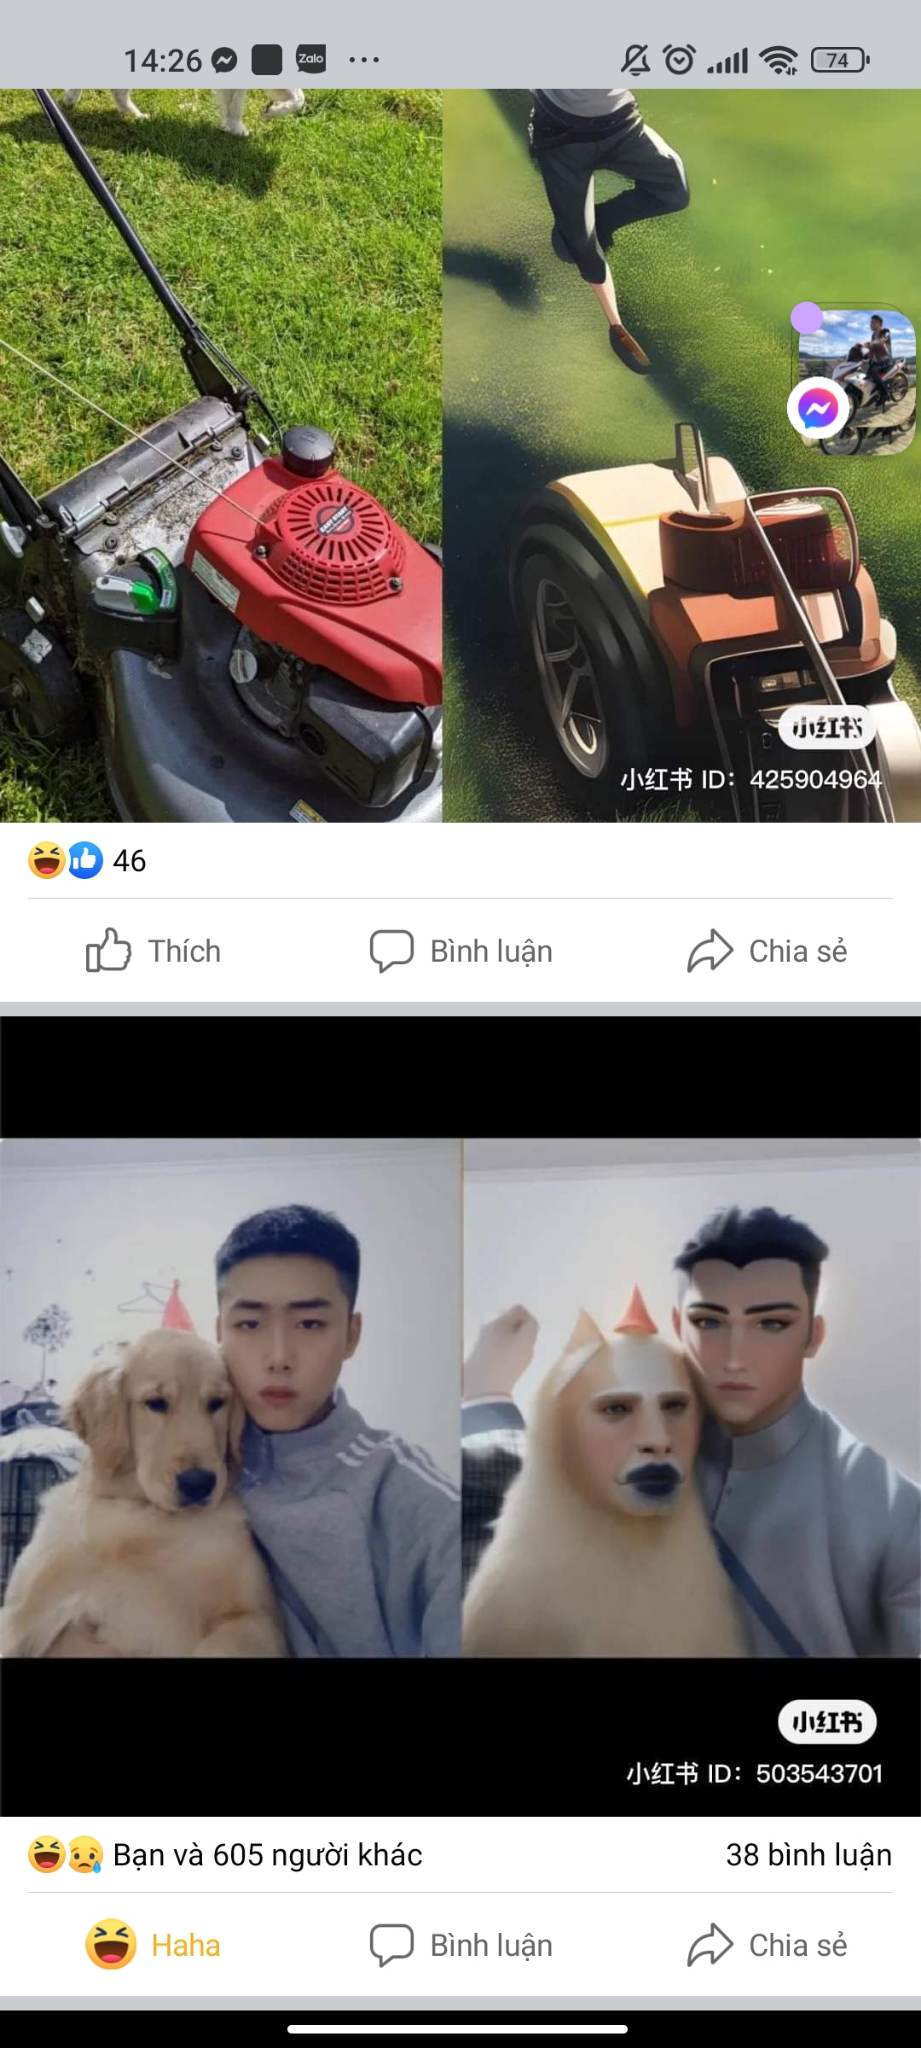 14:26
Zalo
74
EASY START
小红书
小红书 ID: 425904964
46
Thích
Bình luận
Chia sẻ
小红书
小红书 ID: 503543701
Bạn và 605 người khác
38 bình luận
Haha
Bình luận
Chia sẻ